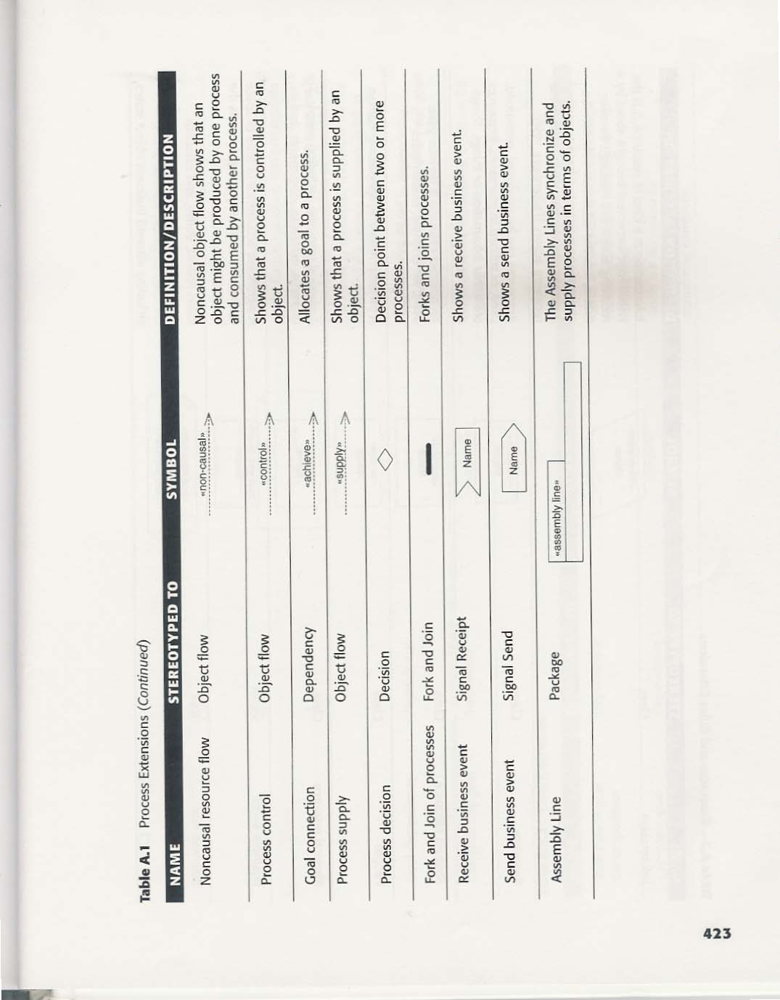 Table A.1 Process Extensions (Continued)
NAME STEREOTYPED TO SYMBOL DEFINITION/DESCRIPTION
Noncausal resource flow Object flow «non-causal» Noncausal object flow shows that an
object might be produced by one process
and consumed by another process.
Process control Object flow «control» Shows that a process is controlled by an
object.
Goal connection Dependency «achieve» Allocates a goal to a process.
Process supply Object flow «supply» Shows that a process is supplied by an
object.
Process decision Decision Decision point between two or more
processes.
Fork and Join of processes Fork and Join Forks and joins processes.
Receive business event Signal Receipt Name Shows a receive business event.
Send business event Signal Send Name Shows a send business event.
Assembly Line Package «assembly line» The Assembly Lines synchronize and
supply processes in terms of objects.
423